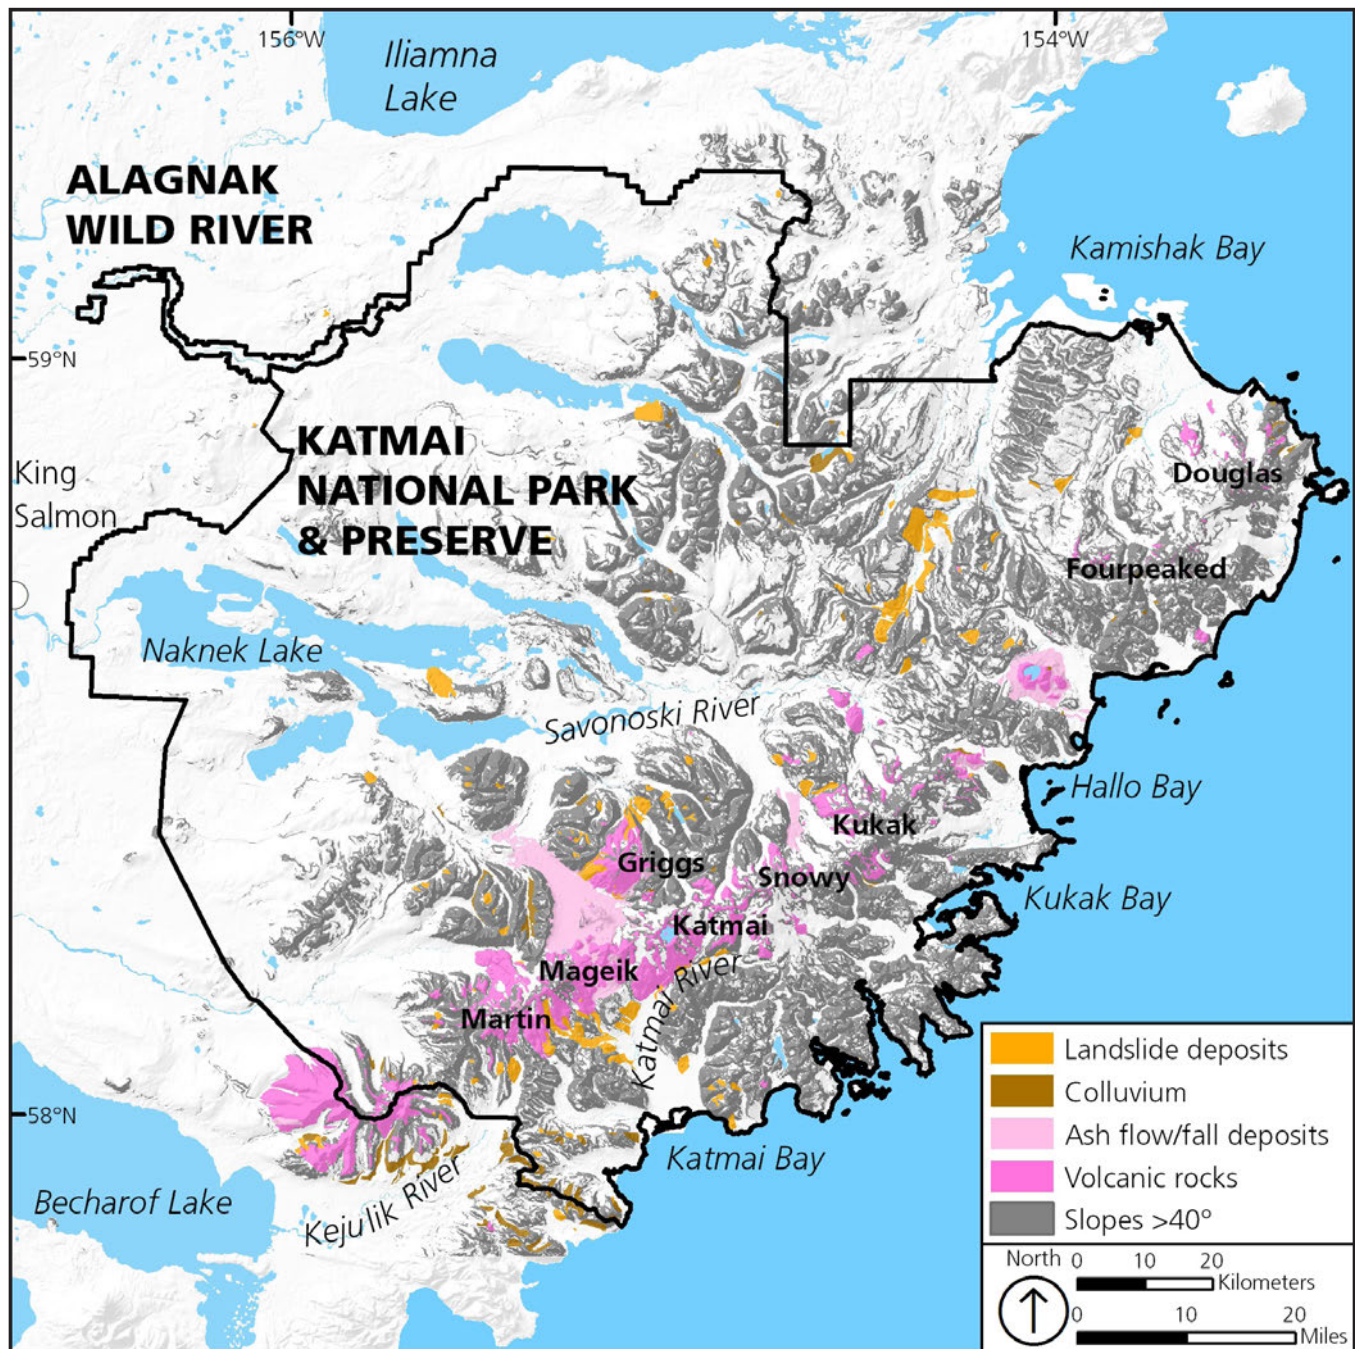 156°W
154°W
Iliamna
Lake
ALAGNAK
WILD RIVER
Kamishak Bay
59°N
KATMAI
NATIONAL PARK
& PRESERVE
King
Salmon
Douglas
Fourpeaked
Naknek Lake
Savonoski River
Hallo Bay
Kukak
Griggs
Snowy
Kukak Bay
Katmai
Mageik
Katmai River
Martin
58°N
Katmai Bay
Becharof Lake
Kejulik River
Landslide deposits
Colluvium
Ash flow/fall deposits
Volcanic rocks
Slopes >40°
North
0 10 20
Kilometers
0 10 20
Miles